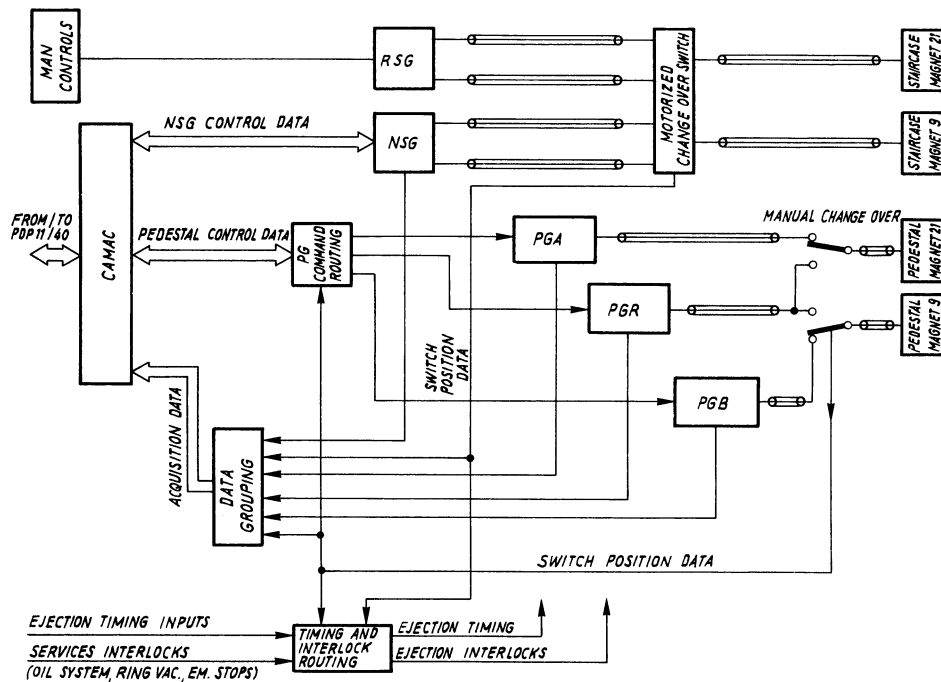 MAN
CONTROLS
RSG
NSG
MOTORIZED
CHANGE OVER SWITCH
STAIRCASE
MAGNET 21
STAIRCASE
MAGNET 9
NSG CONTROL DATA
FROM / TO
PDP 11 / 40
CAMAC
PEDESTAL CONTROL DATA
PG
COMMAND
ROUTING
PGA
MANUAL CHANGE OVER
PEDESTAL
MAGNET 21
PGR
PEDESTAL
MAGNET 9
SWITCH
POSITION
DATA
PGB
ACQUISITION DATA
DATA
GROUPING
SWITCH POSITION DATA
EJECTION TIMING INPUTS
SERVICES INTERLOCKS
(OIL SYSTEM, RING VAC., EM. STOPS)
TIMING AND
INTERLOCK
ROUTING
EJECTION TIMING
EJECTION INTERLOCKS